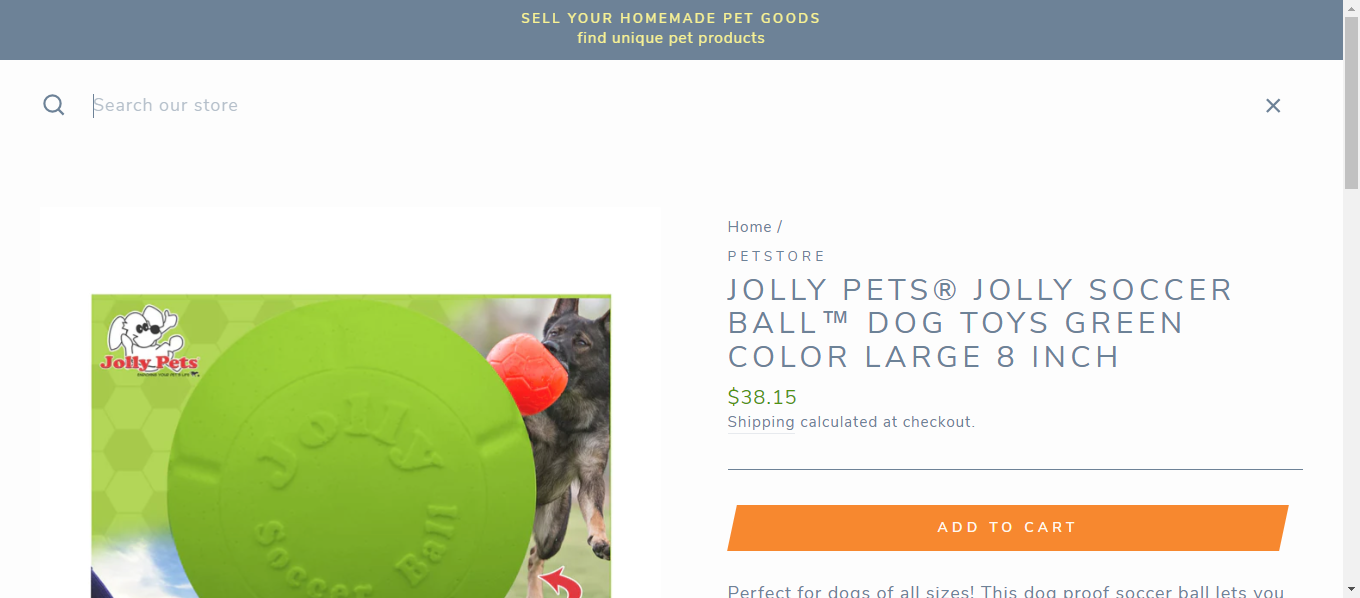 SELL YOUR HOMEMADE PET GOODS
find unique pet products
Search our store
Home /
PETSTORE
JOLLY PETS® JOLLY SOCCER
BALL™ DOG TOYS GREEN
COLOR LARGE 8 INCH
$38.15
Shipping calculated at checkout.
ADD TO CART
Perfect for dogs of all sizes! This dog proof soccer ball lets you
Jolly Pets
Jolly
Soccer Ball